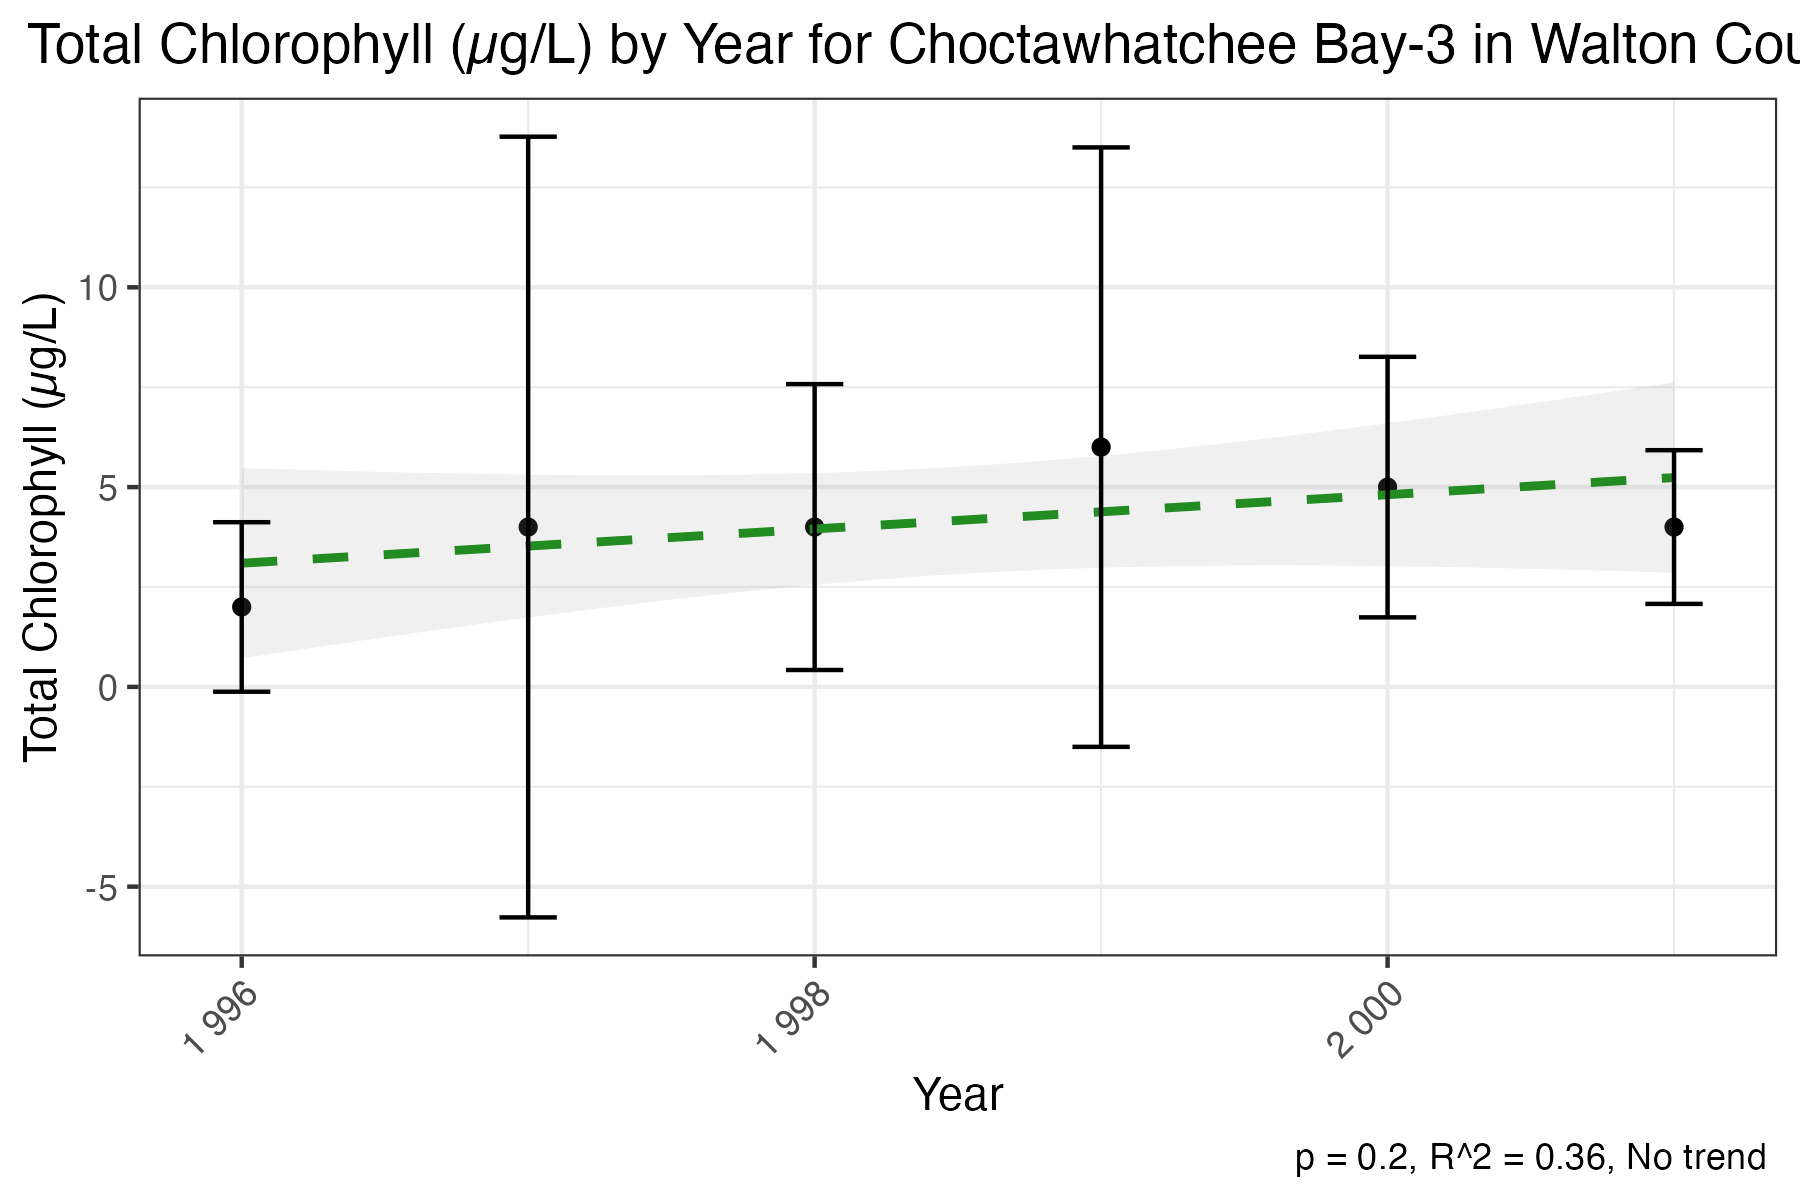 Total Chlorophyll (µg/L) by Year for Choctawhatchee Bay-3 in Walton Cou
Total Chlorophyll (µg/L)
10
5
0
-5
1 996
1 998
2 000
Year
p = 0.2, R^2 = 0.36, No trend